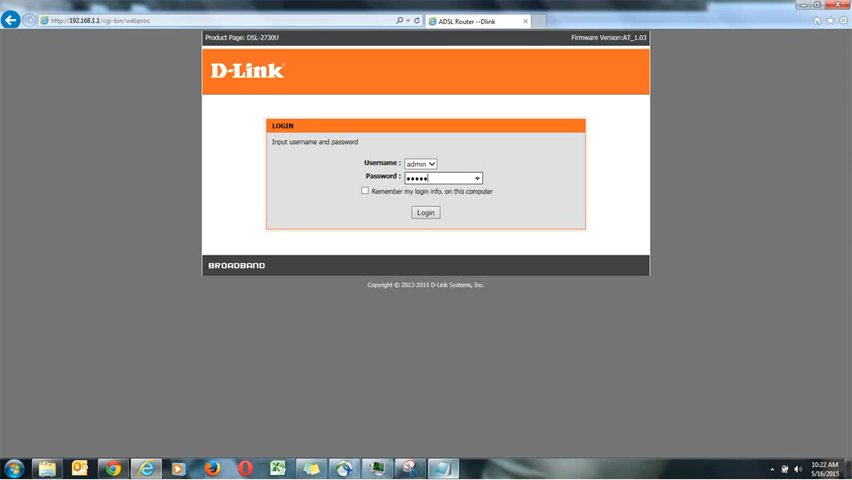 http://192.168.1.1/cgi-bin/webproc
ADSL Router --Dlink
Product Page: DSL-2730U
Firmware Version:AT_1.03
D-Link
LOGIN
Input username and password
Username : admin
Password : •••••
Remember my login info. on this computer
Login
BROADBAND
Copyright © 2013-2015 D-Link Systems, Inc.
10:22 AM
5/16/2015